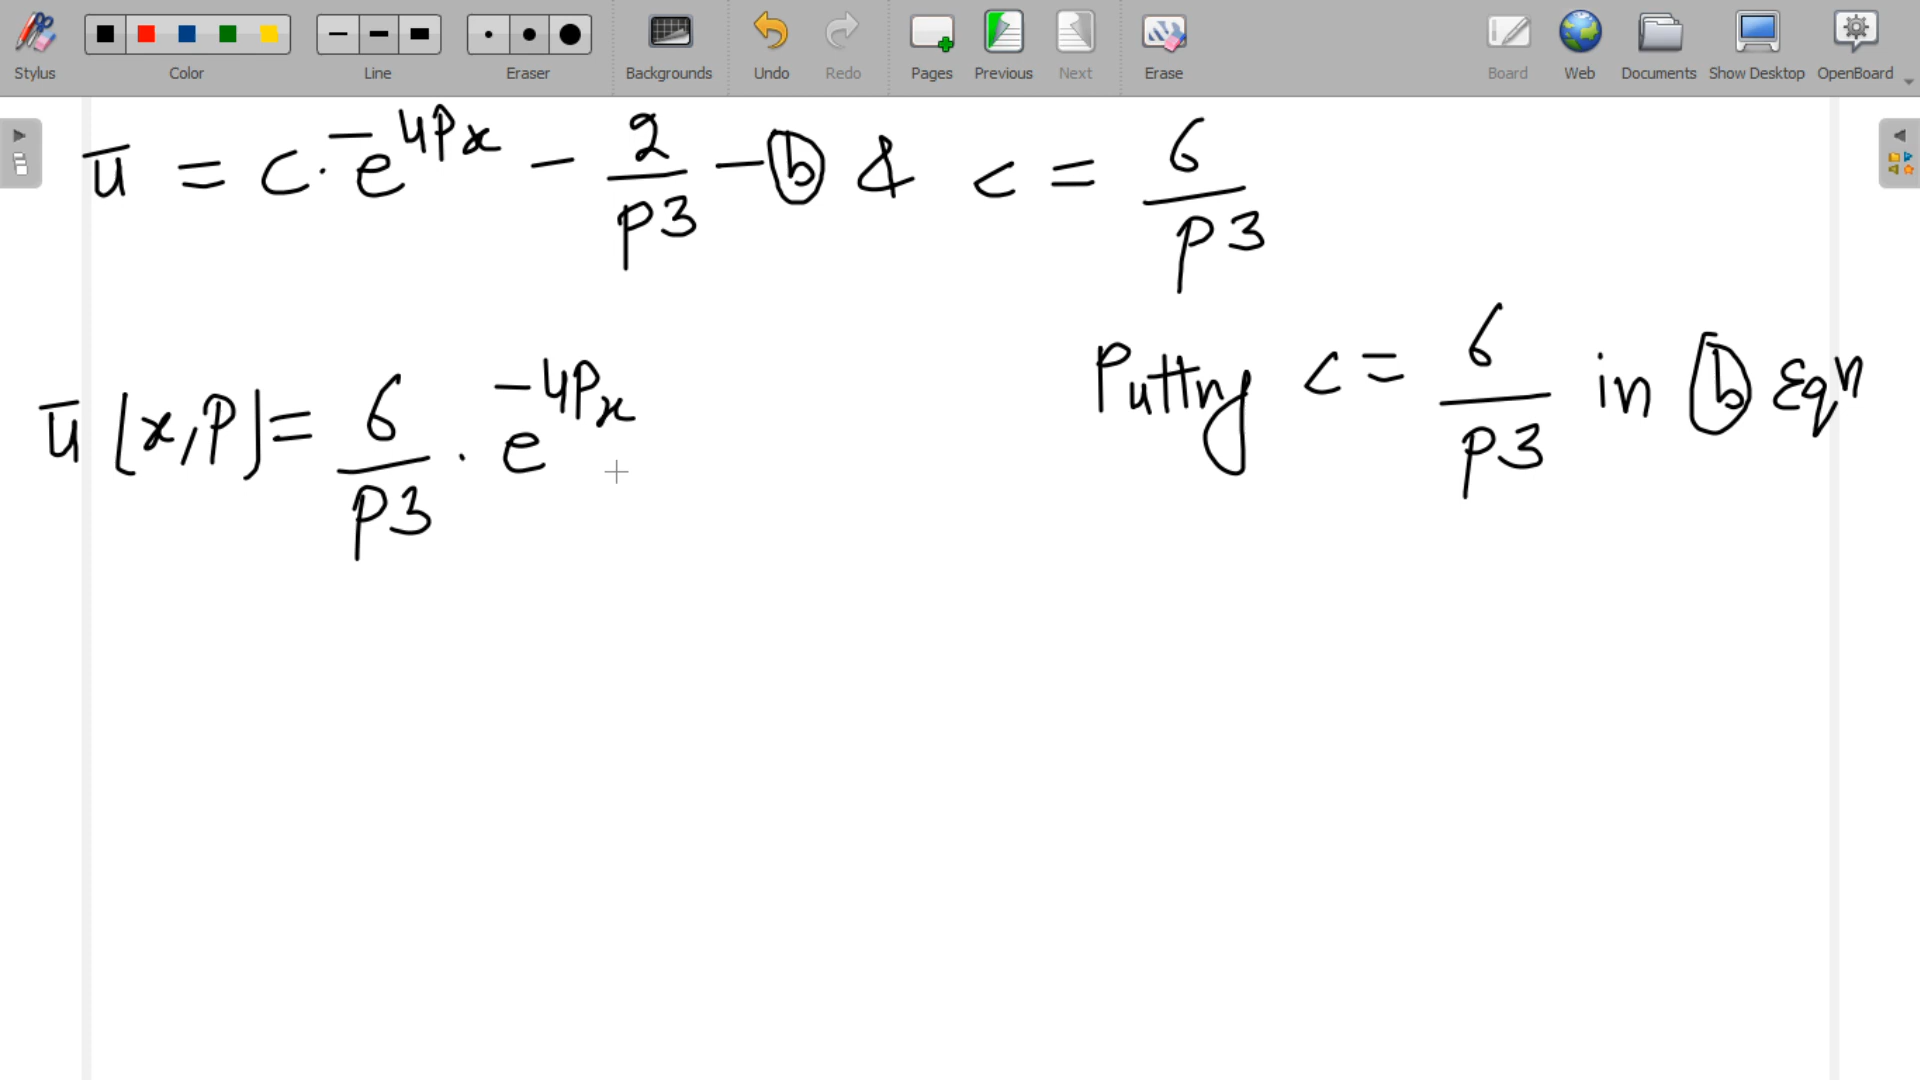 Stylus Color Line Eraser Backgrounds Undo Redo Pages Previous Next Erase Board Web Documents Show Desktop OpenBoard
ū = c · e^-4Px - 2/p3 - ⓑ & c = 6/p3
Puttng c = 6/p3 in ⓑ Eqn
ū [x,P] = 6/p3 · e^-4Px